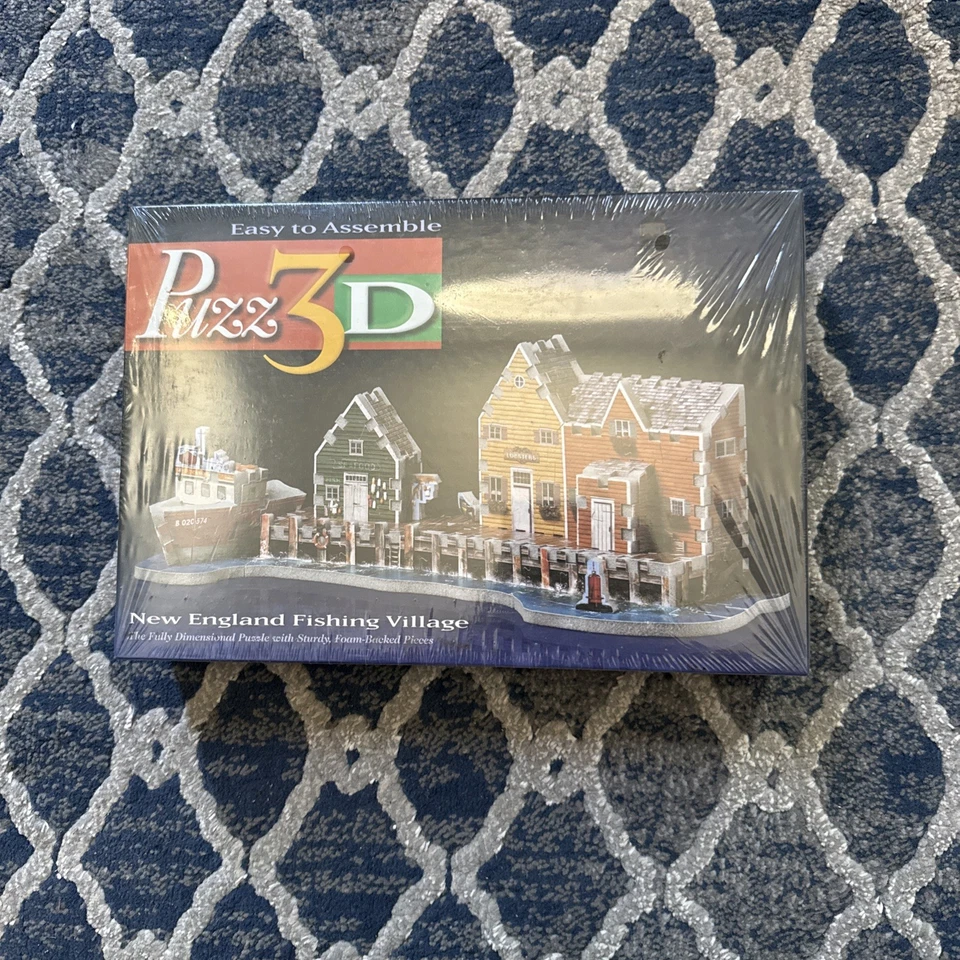 Easy to Assemble
Puzz3D
New England Fishing Village
The Fully Dimensional Puzzle with Sturdy, Foam-Backed Pieces